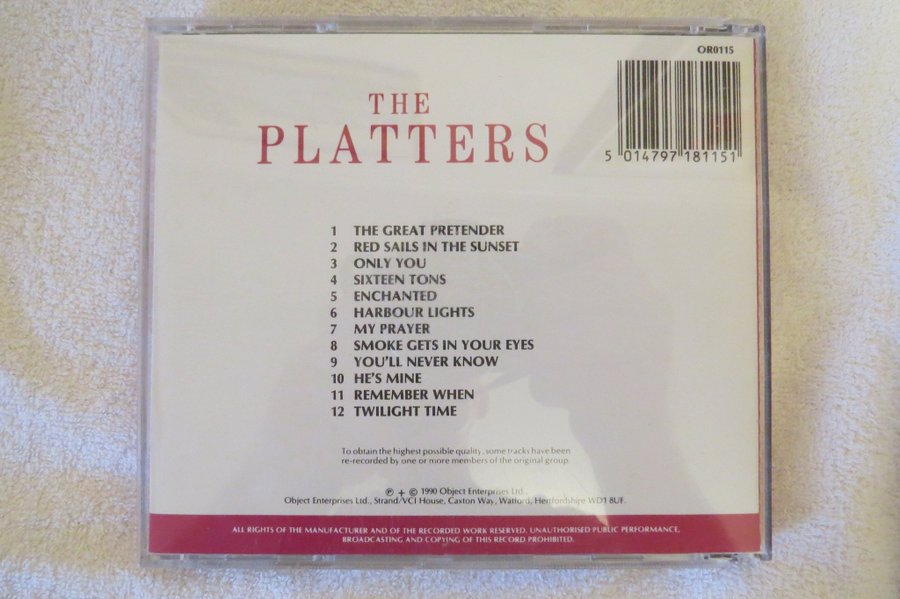 OR0115
THE
PLATTERS
5 014797 181151
1 THE GREAT PRETENDER
2 RED SAILS IN THE SUNSET
3 ONLY YOU
4 SIXTEEN TONS
5 ENCHANTED
6 HARBOUR LIGHTS
7 MY PRAYER
8 SMOKE GETS IN YOUR EYES
9 YOU'LL NEVER KNOW
10 HE'S MINE
11 REMEMBER WHEN
12 TWILIGHT TIME
To obtain the highest possible quality, some tracks have been
re-recorded by one or more members of the original group.
℗ + © 1990 Object Enterprises Ltd.,
Object Enterprises Ltd., Strand/VCI House, Caxton Way, Watford, Hertfordshire WD1 8UF.
ALL RIGHTS OF THE MANUFACTURER AND OF THE RECORDED WORK RESERVED. UNAUTHORISED PUBLIC PERFORMANCE,
BROADCASTING AND COPYING OF THIS RECORD PROHIBITED.